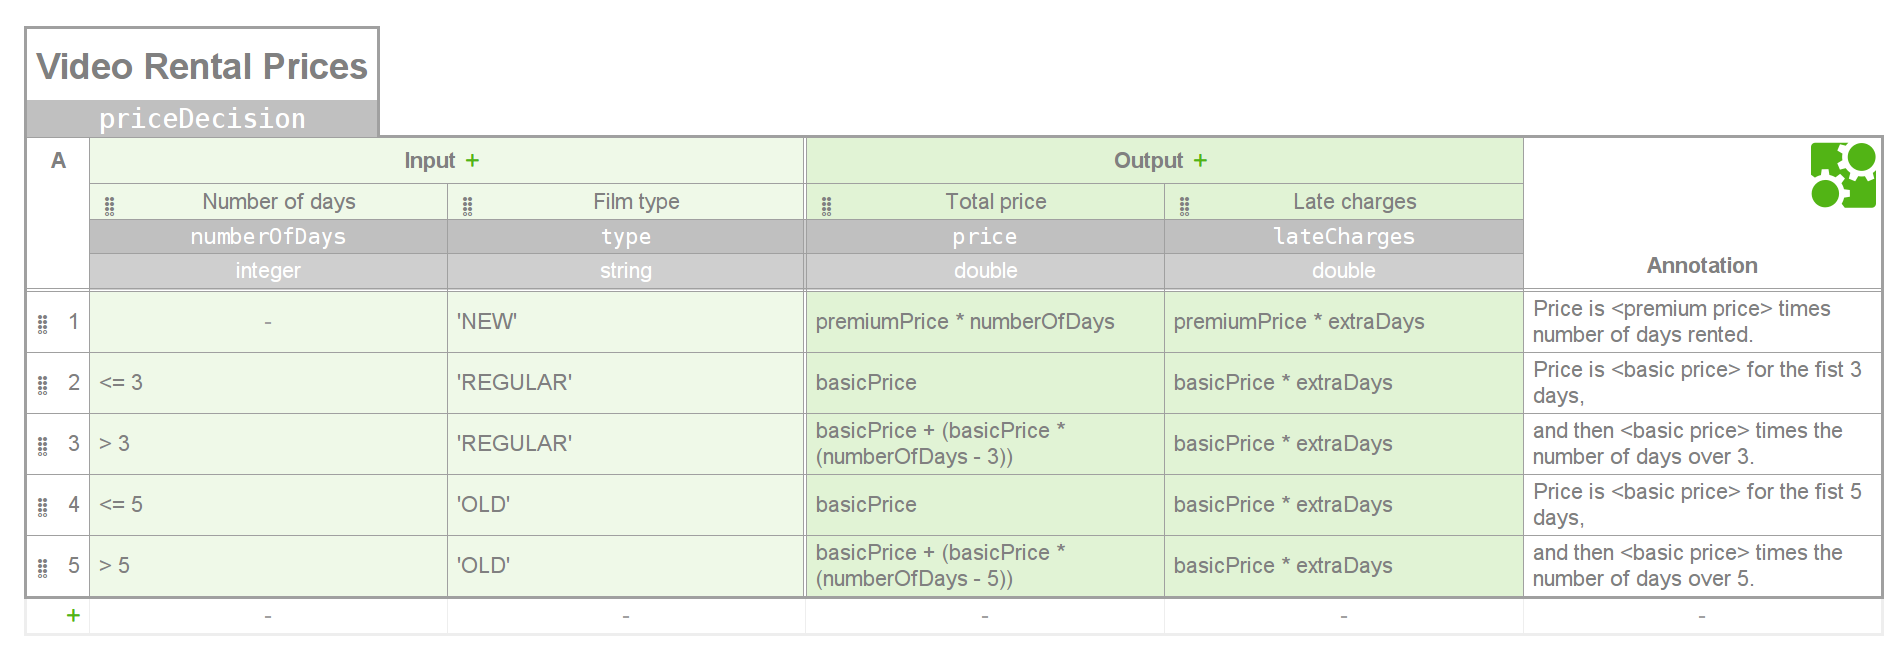 Video Rental Prices
priceDecision
A Input + Output +
Number of days Film type Total price Late charges
numberOfDays type price lateCharges
integer string double double Annotation
1 - 'NEW' premiumPrice * numberOfDays premiumPrice * extraDays Price is <premium price> times
number of days rented.
2 <= 3 'REGULAR' basicPrice basicPrice * extraDays Price is <basic price> for the fist 3
days,
3 > 3 'REGULAR' basicPrice + (basicPrice * basicPrice * extraDays and then <basic price> times the
(numberOfDays - 3)) number of days over 3.
4 <= 5 'OLD' basicPrice basicPrice * extraDays Price is <basic price> for the fist 5
days,
5 > 5 'OLD' basicPrice + (basicPrice * basicPrice * extraDays and then <basic price> times the
(numberOfDays - 5)) number of days over 5.
+ - - - - -